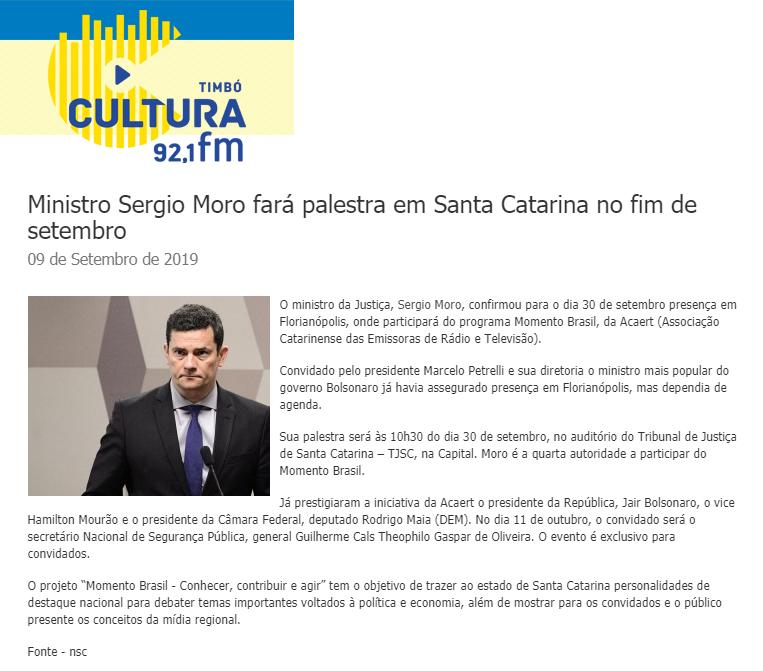 TIMBÓ
CULTURA
92,1fm
Ministro Sergio Moro fará palestra em Santa Catarina no fim de
setembro
09 de Setembro de 2019
O ministro da Justiça, Sergio Moro, confirmou para o dia 30 de setembro presença em
Florianópolis, onde participará do programa Momento Brasil, da Acaert (Associação
Catarinense das Emissoras de Rádio e Televisão).
Convidado pelo presidente Marcelo Petrelli e sua diretoria o ministro mais popular do
governo Bolsonaro já havia assegurado presença em Florianópolis, mas dependia de
agenda.
Sua palestra será às 10h30 do dia 30 de setembro, no auditório do Tribunal de Justiça
de Santa Catarina – TJSC, na Capital. Moro é a quarta autoridade a participar do
Momento Brasil.
Já prestigiaram a iniciativa da Acaert o presidente da República, Jair Bolsonaro, o vice
Hamilton Mourão e o presidente da Câmara Federal, deputado Rodrigo Maia (DEM). No dia 11 de outubro, o convidado será o
secretário Nacional de Segurança Pública, general Guilherme Cals Theophilo Gaspar de Oliveira. O evento é exclusivo para
convidados.
O projeto “Momento Brasil - Conhecer, contribuir e agir” tem o objetivo de trazer ao estado de Santa Catarina personalidades de
destaque nacional para debater temas importantes voltados à política e economia, além de mostrar para os convidados e o público
presente os conceitos da mídia regional.
Fonte - nsc